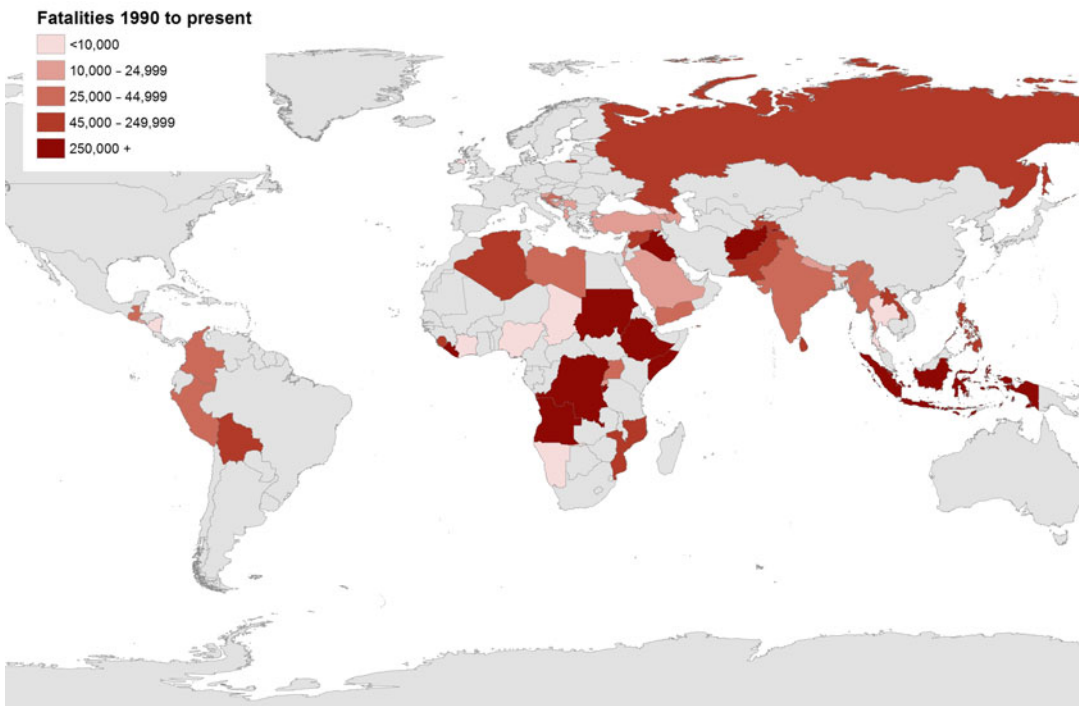 Fatalities 1990 to present
<10,000
10,000 - 24,999
25,000 - 44,999
45,000 - 249,999
250,000 +